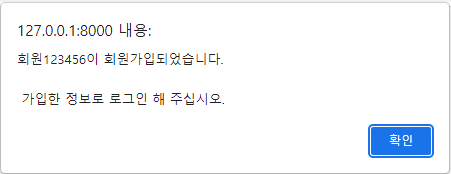 127.0.0.1:8000 내용:
회원123456이 회원가입되었습니다.
가입한 정보로 로그인 해 주십시오.
확인